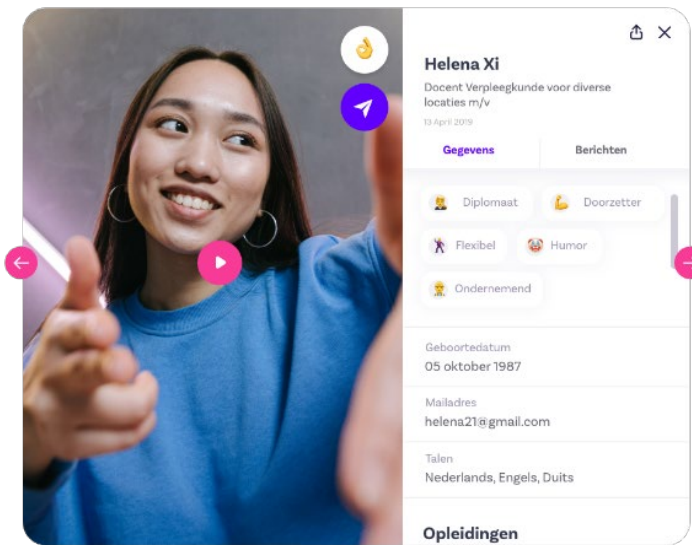 Helena Xi
Docent Verpleegkunde voor diverse
locaties m/v
13 April 2019
Gegevens
Berichten
Diplomaat
Doorzetter
Flexibel
Humor
Ondernemend
Geboortedatum
05 oktober 1987
Mailadres
helena21@gmail.com
Talen
Nederlands, Engels, Duits
Opleidingen